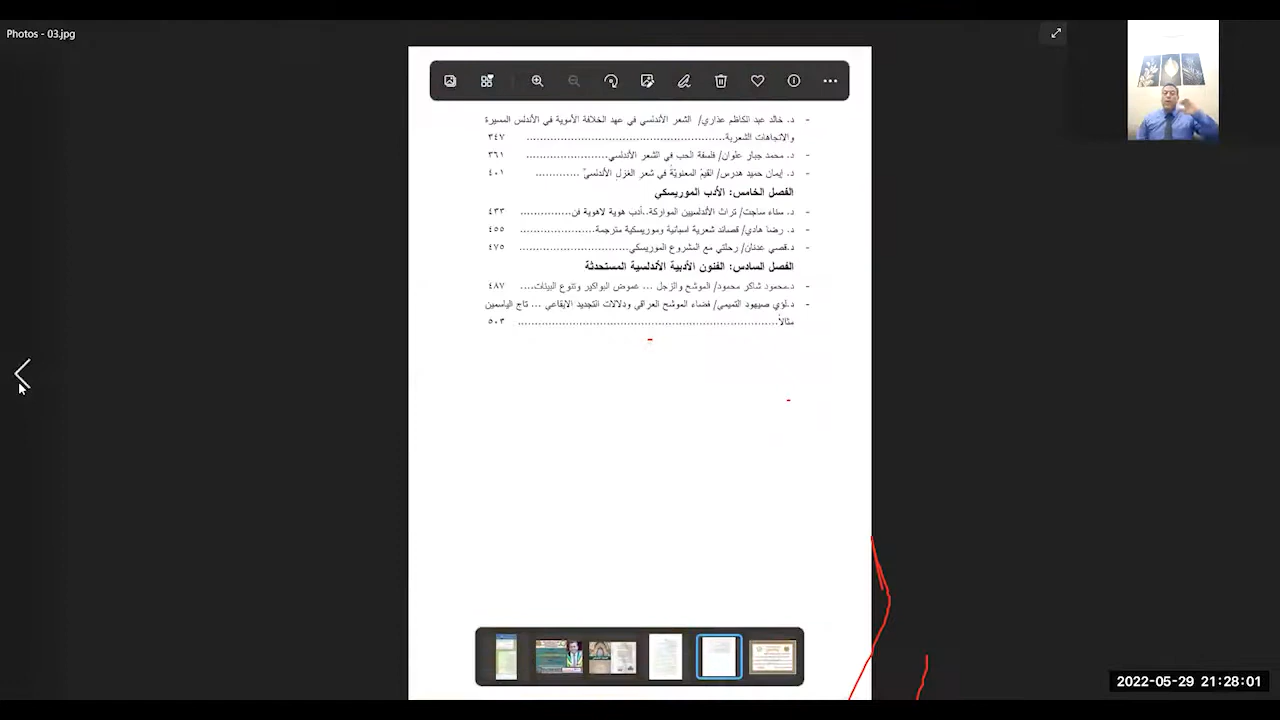 Photos - 03.jpg
- د. خالد عبد الكاظم عذاري/ الشعر الأندلسي في عهد الخلافة الأموية في الأندلس المسيرة
والاتجاهات الشعرية................................................ ٣٤٧
- د. محمد جبار علوان/ فلسفة الحب في الشعر الأندلسي..................... ٣٦١
- د. إيمان حميد هدرس/ القيمُ المعنويّةُ في شعر الغزلِ الأندلسيِّ ............. ٤٠١
الفصل الخامس: الأدب الموريسكي
- د. سناء ساجت/ تراث الأندلسيين المواركة..أدب هوية لاهوية فن............... ٤٣٣
- د. رضا هادي/ قصائد شعرية اسبانية وموريسكية مترجمة...................... ٤٥٥
- د.قصي عدنان/ رحلتي مع المشروع الموريسكي............................. ٤٧٥
الفصل السادس: الفنون الأدبية الأندلسية المستحدثة
- د.محمود شاكر محمود/ الموشح والزجل ... غموض البواكير وتنوع البيئات.... ٤٨٧
- د.لؤي صيهود التميمي/ فضاء الموشح العراقي ودلالات التجديد الايقاعي ... تاج الياسمين
مثالاً................................................................ ٥٠٣
2022-05-29 21:28:01